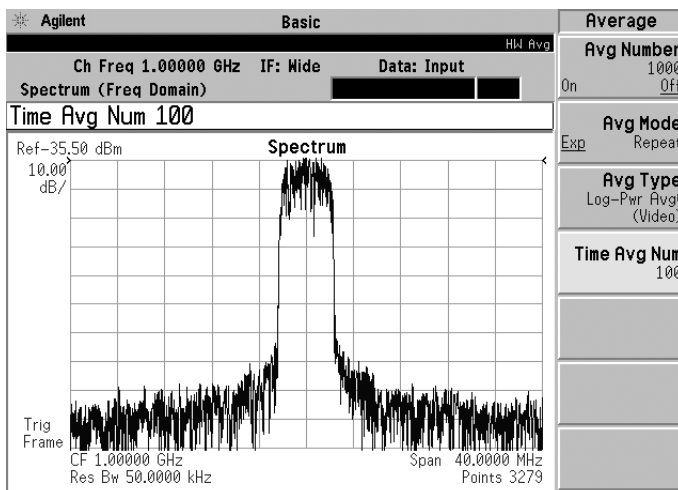 Agilent Basic Average
HW Avg
Ch Freq 1.00000 GHz IF: Wide Data: Input
Spectrum (Freq Domain)
Time Avg Num 100
Ref-35.50 dBm Spectrum
10.00
dB/
Trig
Frame
CF 1.00000 GHz Span 40.0000 MHz
Res Bw 50.0000 kHz Points 3279
Avg Number
1000
On Off
Avg Mode
Exp Repeat
Avg Type
Log-Pwr Avg
(Video)
Time Avg Num
100